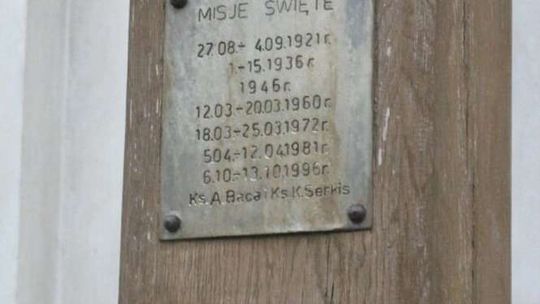 MISJE ŚWIĘTE
27.08.- 4.09.1921r.
1.-15.1936r.
1946r.
12.03-20.03.1960r.
18.03-25.03.1972r.
5.04.-12.04.1981r.
6.10.-13.10.1996r.
Ks. A. Baca i Ks. K. Serkis